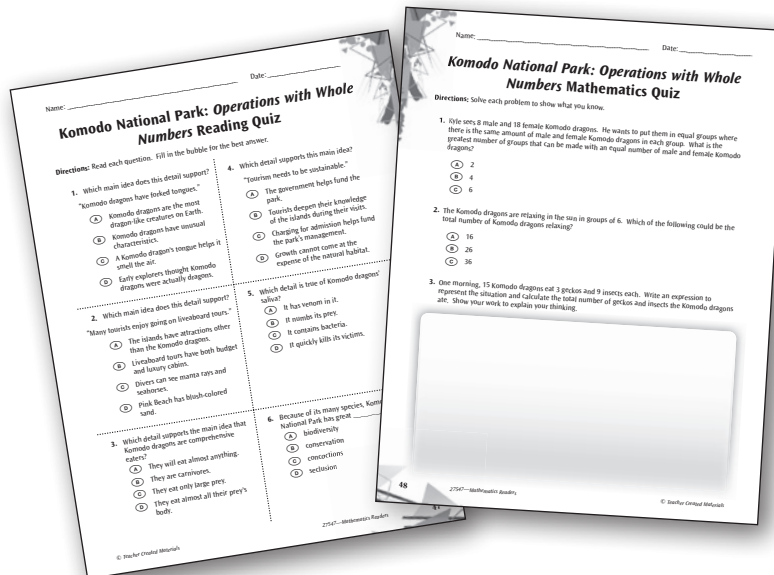 Name: Date:
Komodo National Park: Operations with Whole
Numbers Reading Quiz
Directions: Read each question. Fill in the bubble for the best answer.
1. Which main idea does this detail support?
"Komodo dragons have forked tongues."
A Komodo dragons are the most
dragon-like creatures on Earth.
B Komodo dragons have unusual
characteristics.
C A Komodo dragon's tongue helps it
smell the air.
D Early explorers thought Komodo
dragons were actually dragons.
2. Which main idea does this detail support?
"Many tourists enjoy going on liveaboard tours."
A The islands have attractions other
than the Komodo dragons.
B Liveaboard tours have both budget
and luxury cabins.
C Divers can see manta rays and
seahorses.
D Pink Beach has blush-colored
sand.
3. Which detail supports the main idea that
Komodo dragons are comprehensive
eaters?
A They will eat almost anything.
B They are carnivores.
C They eat only large prey.
D They eat almost all their prey's
body.
4. Which detail supports this main idea?
"Tourism needs to be sustainable."
A The government helps fund the
park.
B Tourists deepen their knowledge
of the islands during their visits.
C Charging for admission helps fund
the park's management.
D Growth cannot come at the
expense of the natural habitat.
5. Which detail is true of Komodo dragons'
saliva?
A It has venom in it.
B It numbs its prey.
C It contains bacteria.
D It quickly kills its victims.
6. Because of its many species,
National Park has great
A biodiversity
B conservation
C concoctions
D seclusion
© Teacher Created Materials
27547—Mathematics Readers
Name: Date:
Komodo National Park: Operations with Whole
Numbers Mathematics Quiz
Directions: Solve each problem to show what you know.
1. Kyle sees 8 male and 18 female Komodo dragons. He wants to put them in equal groups where
there is the same amount of male and female Komodo dragons in each group. What is the
greatest number of groups that can be made with an equal number of male and female Komodo
dragons?
A 2
B 4
C 6
2. The Komodo dragons are relaxing in the sun in groups of 6. Which of the following could be the
total number of Komodo dragons relaxing?
A 16
B 26
C 36
3. One morning, 15 Komodo dragons eat 3 geckos and 9 insects each. Write an expression to
represent the situation and calculate the total number of geckos and insects the Komodo dragons
ate. Show your work to explain your thinking.
48
27547—Mathematics Readers
© Teacher Created Materials